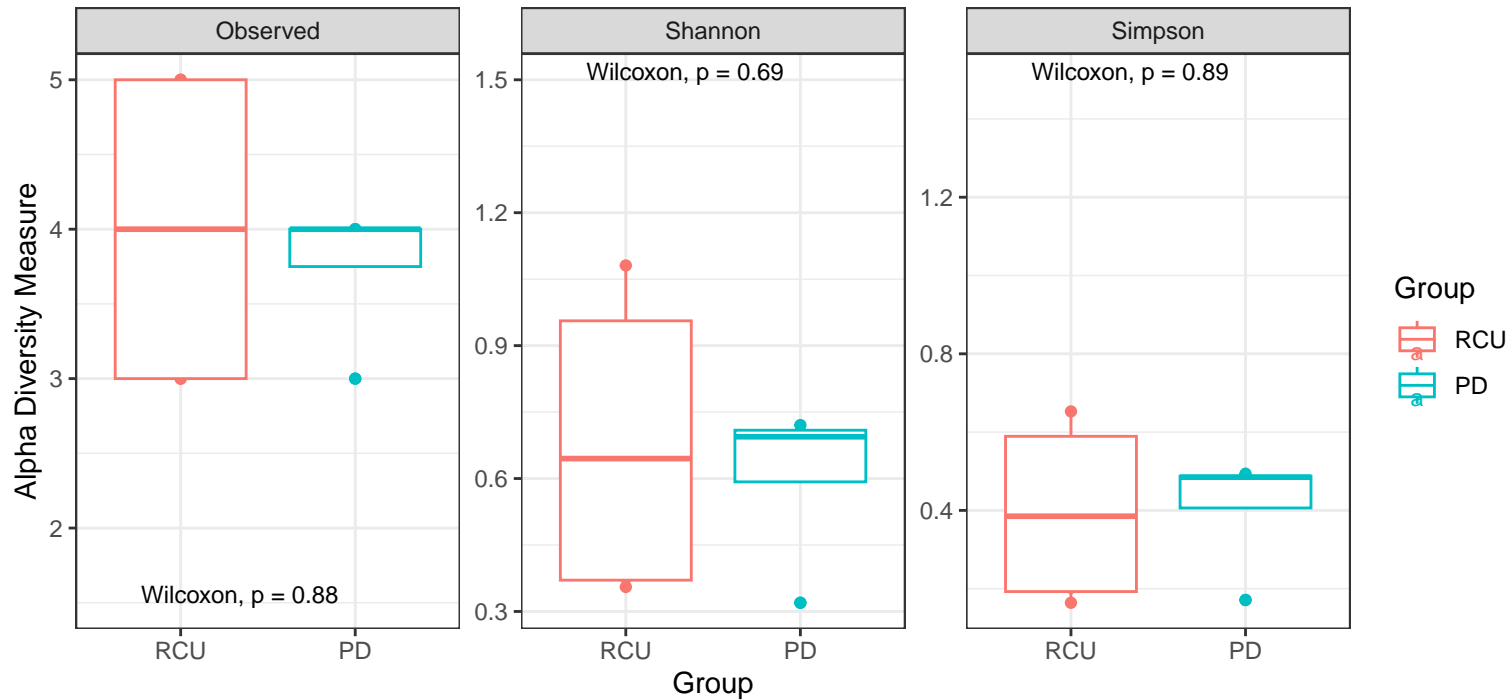 Observed
Shannon
Simpson
Alpha Diversity Measure
5
4
3
2
Wilcoxon, p = 0.88
RCU
PD
1.5
1.2
0.9
0.6
0.3
Wilcoxon, p = 0.69
RCU
PD
1.2
0.8
0.4
Wilcoxon, p = 0.89
RCU
PD
Group
Group
a
RCU
a
PD